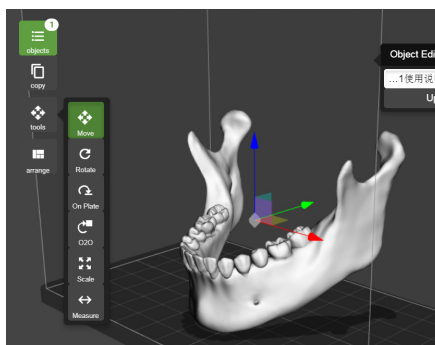 1
objects
copy
tools
arrange
Move
Rotate
On Plate
O2O
Scale
Measure
Object Edi
...1使用说
Up